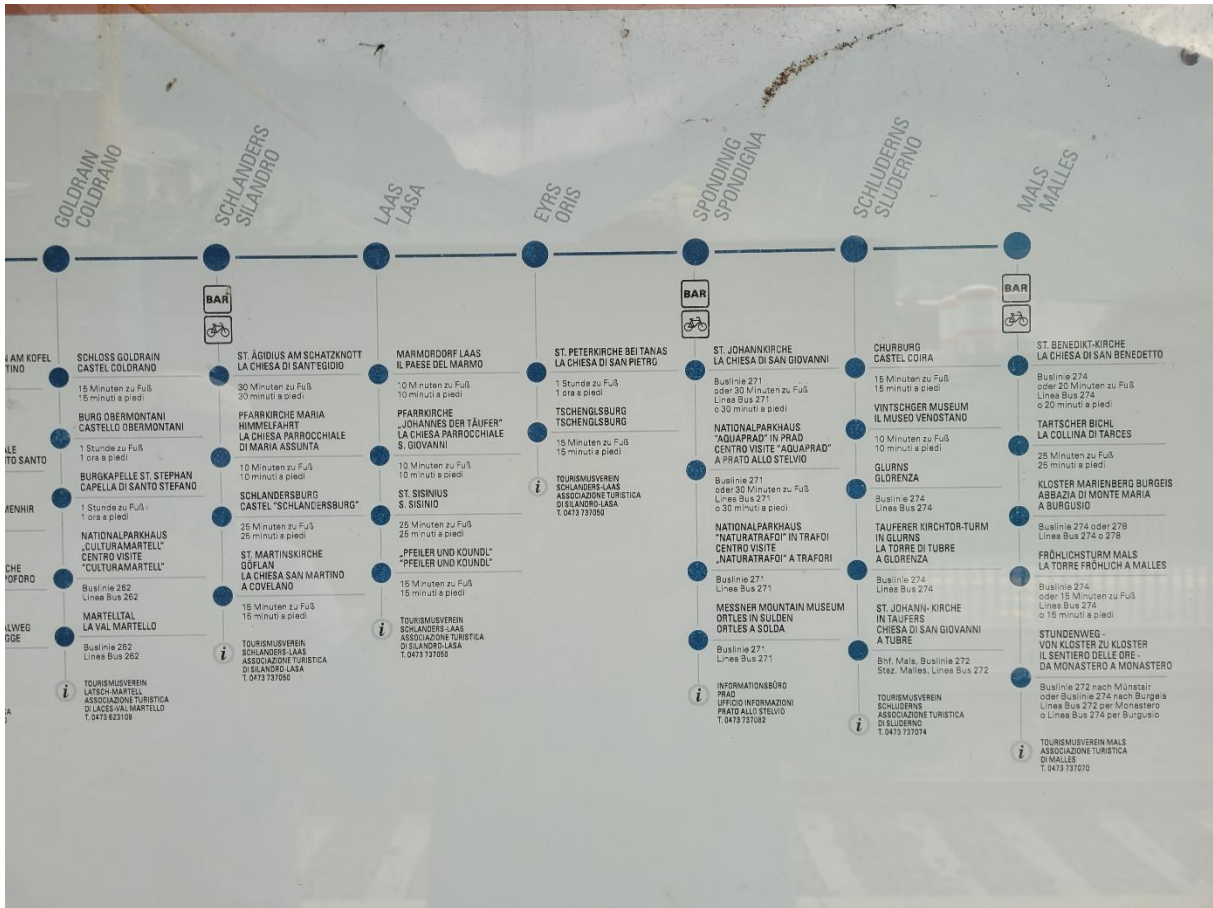 GOLDRAIN
COLDRANO
SCHLANDERS
SILANDRO
LAAS
LASA
EYRS
ORIS
SPONDINIG
SPONDIGNA
SCHLUDERNS
SLUDERNO
MALS
MALLES
AM KOFEL
TINO
ALE
TO SANTO
MENHIR
CHE
POFORO
ALWEG
GGE
SCHLOSS GOLDRAIN
CASTEL COLDRANO
15 Minuten zu Fuß
15 minuti a piedi
BURG OBERMONTANI
CASTELLO OBERMONTANI
1 Stunde zu Fuß
1 ora a piedi
BURGKAPELLE ST. STEPHAN
CAPELLA DI SANTO STEFANO
1 Stunde zu Fuß
1 ora a piedi
NATIONALPARKHAUS
„CULTURAMARTELL“
CENTRO VISITE
"CULTURAMARTELL"
Buslinie 262
Linea Bus 262
MARTELLTAL
LA VAL MARTELLO
Buslinie 262
Linea Bus 262
i
TOURISMUSVEREIN
LATSCH-MARTELL
ASSOCIAZIONE TURISTICA
DI LACES-VAL MARTELLO
T. 0473 623109
BAR
ST. ÄGIDIUS AM SCHATZKNOTT
LA CHIESA DI SANT'EGIDIO
30 Minuten zu Fuß
30 minuti a piedi
PFARRKIRCHE MARIA
HIMMELFAHRT
LA CHIESA PARROCCHIALE
DI MARIA ASSUNTA
10 Minuten zu Fuß
10 minuti a piedi
SCHLANDERSBURG
CASTEL "SCHLANDERSBURG"
25 Minuten zu Fuß
25 minuti a piedi
ST. MARTINSKIRCHE
GÖFLAN
LA CHIESA SAN MARTINO
A COVELANO
15 Minuten zu Fuß
15 minuti a piedi
i
TOURISMUSVEREIN
SCHLANDERS-LAAS
ASSOCIAZIONE TURISTICA
DI SILANDRO-LASA
T. 0473 737050
MARMORDORF LAAS
IL PAESE DEL MARMO
10 Minuten zu Fuß
10 minuti a piedi
PFARRKIRCHE
„JOHANNES DER TÄUFER“
LA CHIESA PARROCCHIALE
S. GIOVANNI
10 Minuten zu Fuß
10 minuti a piedi
ST. SISINIUS
S. SISINIO
25 Minuten zu Fuß
25 minuti a piedi
„PFEILER UND KOUNDL“
"PFEILER UND KOUNDL"
15 Minuten zu Fuß
15 minuti a piedi
i
TOURISMUSVEREIN
SCHLANDERS-LAAS
ASSOCIAZIONE TURISTICA
DI SILANDRO-LASA
T. 0473 737050
ST. PETERKIRCHE BEI TANAS
LA CHIESA DI SAN PIETRO
1 Stunde zu Fuß
1 ora a piedi
TSCHENGLSBURG
TSCHENGLSBURG
15 Minuten zu Fuß
15 minuti a piedi
i
TOURISMUSVEREIN
SCHLANDERS-LAAS
ASSOCIAZIONE TURISTICA
DI SILANDRO-LASA
T. 0473 737050
BAR
ST. JOHANNKIRCHE
LA CHIESA DI SAN GIOVANNI
Buslinie 271
oder 30 Minuten zu Fuß
Linea Bus 271
o 30 minuti a piedi
NATIONALPARKHAUS
"AQUAPRAD" IN PRAD
CENTRO VISITE "AQUAPRAD"
A PRATO ALLO STELVIO
Buslinie 271
oder 30 Minuten zu Fuß
Linea Bus 271
o 30 minuti a piedi
NATIONALPARKHAUS
"NATURATRAFOI" IN TRAFOI
CENTRO VISITE
„NATURATRAFOI" A TRAFORI
Buslinie 271
Linea Bus 271
MESSNER MOUNTAIN MUSEUM
ORTLES IN SULDEN
ORTLES A SOLDA
Buslinie 271
Linea Bus 271
i
INFORMATIONSBÜRO
PRAD
UFFICIO INFORMAZIONI
PRATO ALLO STELVIO
T. 0473 737062
CHURBURG
CASTEL COIRA
15 Minuten zu Fuß
15 minuti a piedi
VINTSCHGER MUSEUM
IL MUSEO VENOSTANO
10 Minuten zu Fuß
10 minuti a piedi
GLURNS
GLORENZA
Buslinie 274
Linea Bus 274
TAUFERER KIRCHTOR-TURM
IN GLURNS
LA TORRE DI TUBRE
A GLORENZA
Buslinie 274
Linea Bus 274
ST. JOHANN- KIRCHE
IN TAUFERS
CHIESA DI SAN GIOVANNI
A TUBRE
Bhf. Mals, Buslinie 272
Staz. Malles, Linea Bus 272
i
TOURISMUSVEREIN
SCHLUDERNS
ASSOCIAZIONE TURISTICA
DI SLUDERNO
T. 0473 737074
BAR
ST. BENEDIKT-KIRCHE
LA CHIESA DI SAN BENEDETTO
Buslinie 274
oder 20 Minuten zu Fuß
Linea Bus 274
o 20 minuti a piedi
TARTSCHER BICHL
LA COLLINA DI TARCES
25 Minuten zu Fuß
25 minuti a piedi
KLOSTER MARIENBERG BURGEIS
ABBAZIA DI MONTE MARIA
A BURGUSIO
Buslinie 274 oder 278
Linea Bus 274 o 278
FRÖHLICHSTURM MALS
LA TORRE FRÖHLICH A MALLES
Buslinie 274
oder 15 Minuten zu Fuß
Linea Bus 274
o 15 minuti a piedi
STUNDENWEG -
VON KLOSTER ZU KLOSTER
IL SENTIERO DELLE ORE -
DA MONASTERO A MONASTERO
Buslinie 272 nach Münstair
oder Buslinie 274 nach Burgeis
Linea Bus 272 per Monastero
o Linea Bus 274 per Burgusio
i
TOURISMUSVEREIN MALS
ASSOCIAZIONE TURISTICA
DI MALLES
T. 0473 737070